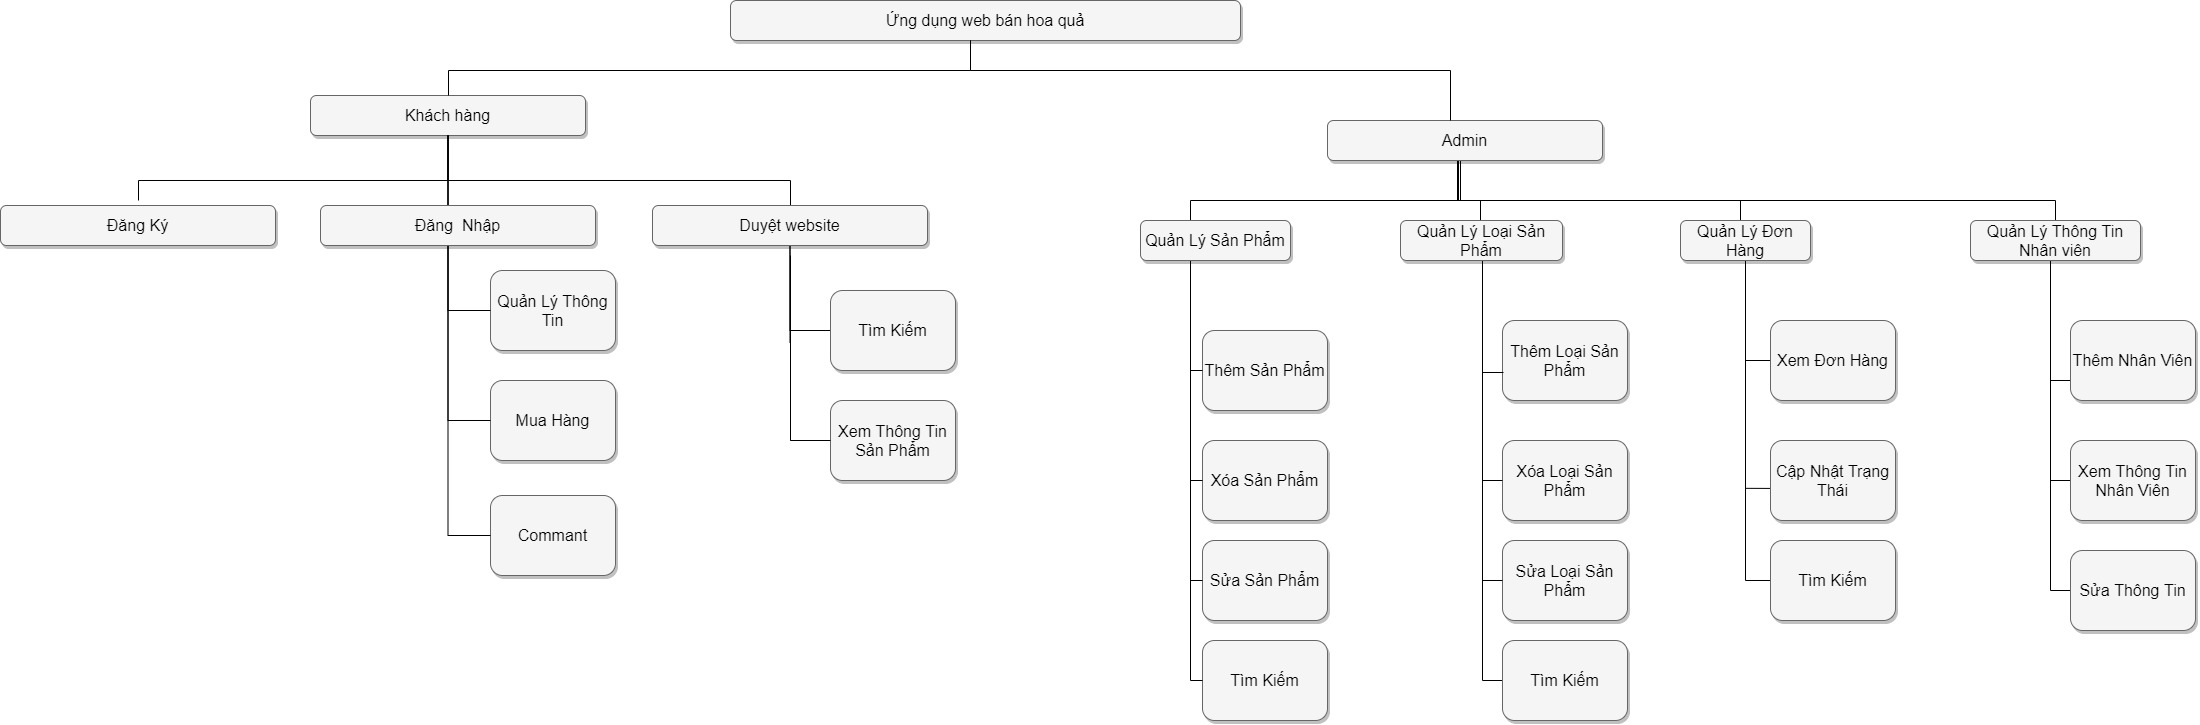 Ứng dụng web bán hoa quả
Khách hàng
Admin
Đăng Ký
Đăng  Nhập
Duyệt website
Quản Lý Sản Phẩm
Quản Lý Loại Sản
Phẩm
Quản Lý Đơn
Hàng
Quản Lý Thông Tin
Nhân viên
Quản Lý Thông
Tin
Mua Hàng
Commant
Tìm Kiếm
Xem Thông Tin
Sản Phẩm
Thêm Sản Phẩm
Xóa Sản Phẩm
Sửa Sản Phẩm
Tìm Kiếm
Thêm Loại Sản
Phẩm
Xóa Loại Sản
Phẩm
Sửa Loại Sản
Phẩm
Tìm Kiếm
Xem Đơn Hàng
Cập Nhật Trạng
Thái
Tìm Kiếm
Thêm Nhân Viên
Xem Thông Tin
Nhân Viên
Sửa Thông Tin